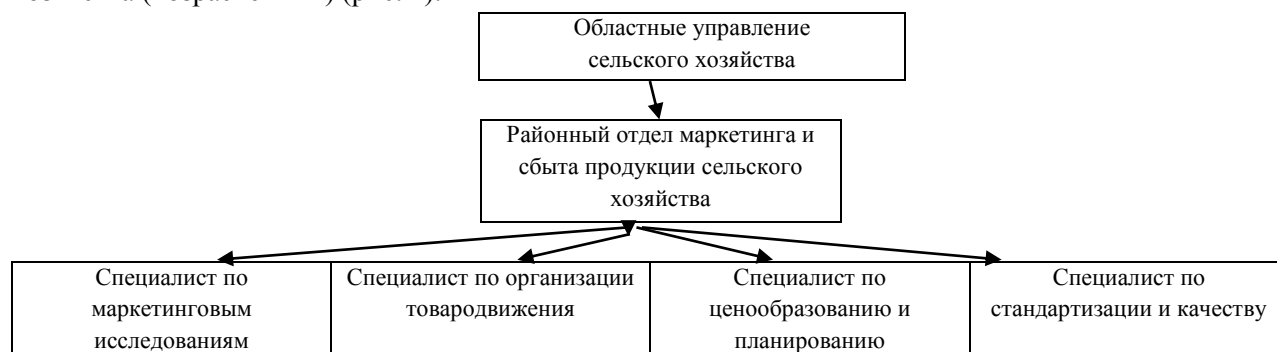 Областные управление
сельского хозяйства
Районный отдел маркетинга и
сбыта продукции сельского
хозяйства
Специалист по
маркетинговым
исследованиям
Специалист по организации
товародвижения
Специалист по
ценообразованию и
планированию
Специалист по
стандартизации и качеству